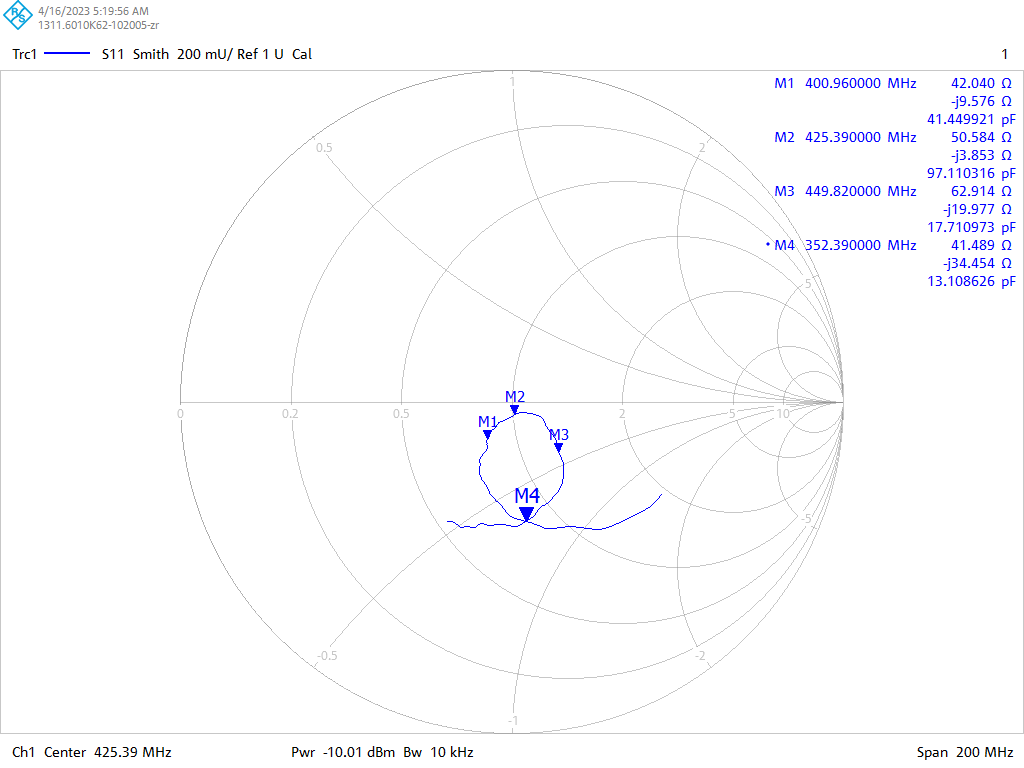 R&S
4/16/2023 5:19:56 AM
1311.6010K62-102005-zr
Trc1 S11 Smith 200 mU/ Ref 1 U Cal 1
M1 400.960000 MHz 42.040 Ω
-j9.576 Ω
41.449921 pF
M2 425.390000 MHz 50.584 Ω
-j3.853 Ω
97.110316 pF
M3 449.820000 MHz 62.914 Ω
-j19.977 Ω
17.710973 pF
• M4 352.390000 MHz 41.489 Ω
-j34.454 Ω
13.108626 pF
1
0.5 2
5
M2
0 0.2 0.5 2 5 10
M1
M3
M4
-5
-0.5 -2
-1
Ch1 Center 425.39 MHz Pwr -10.01 dBm Bw 10 kHz Span 200 MHz